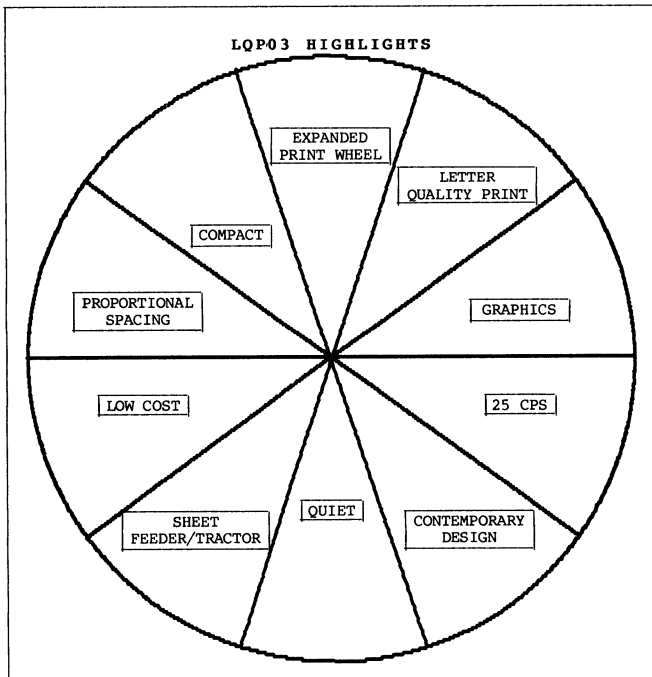 LQP03 HIGHLIGHTS
EXPANDED
PRINT WHEEL
LETTER
QUALITY PRINT
COMPACT
PROPORTIONAL
SPACING
GRAPHICS
LOW COST
25 CPS
SHEET
FEEDER/TRACTOR
QUIET
CONTEMPORARY
DESIGN